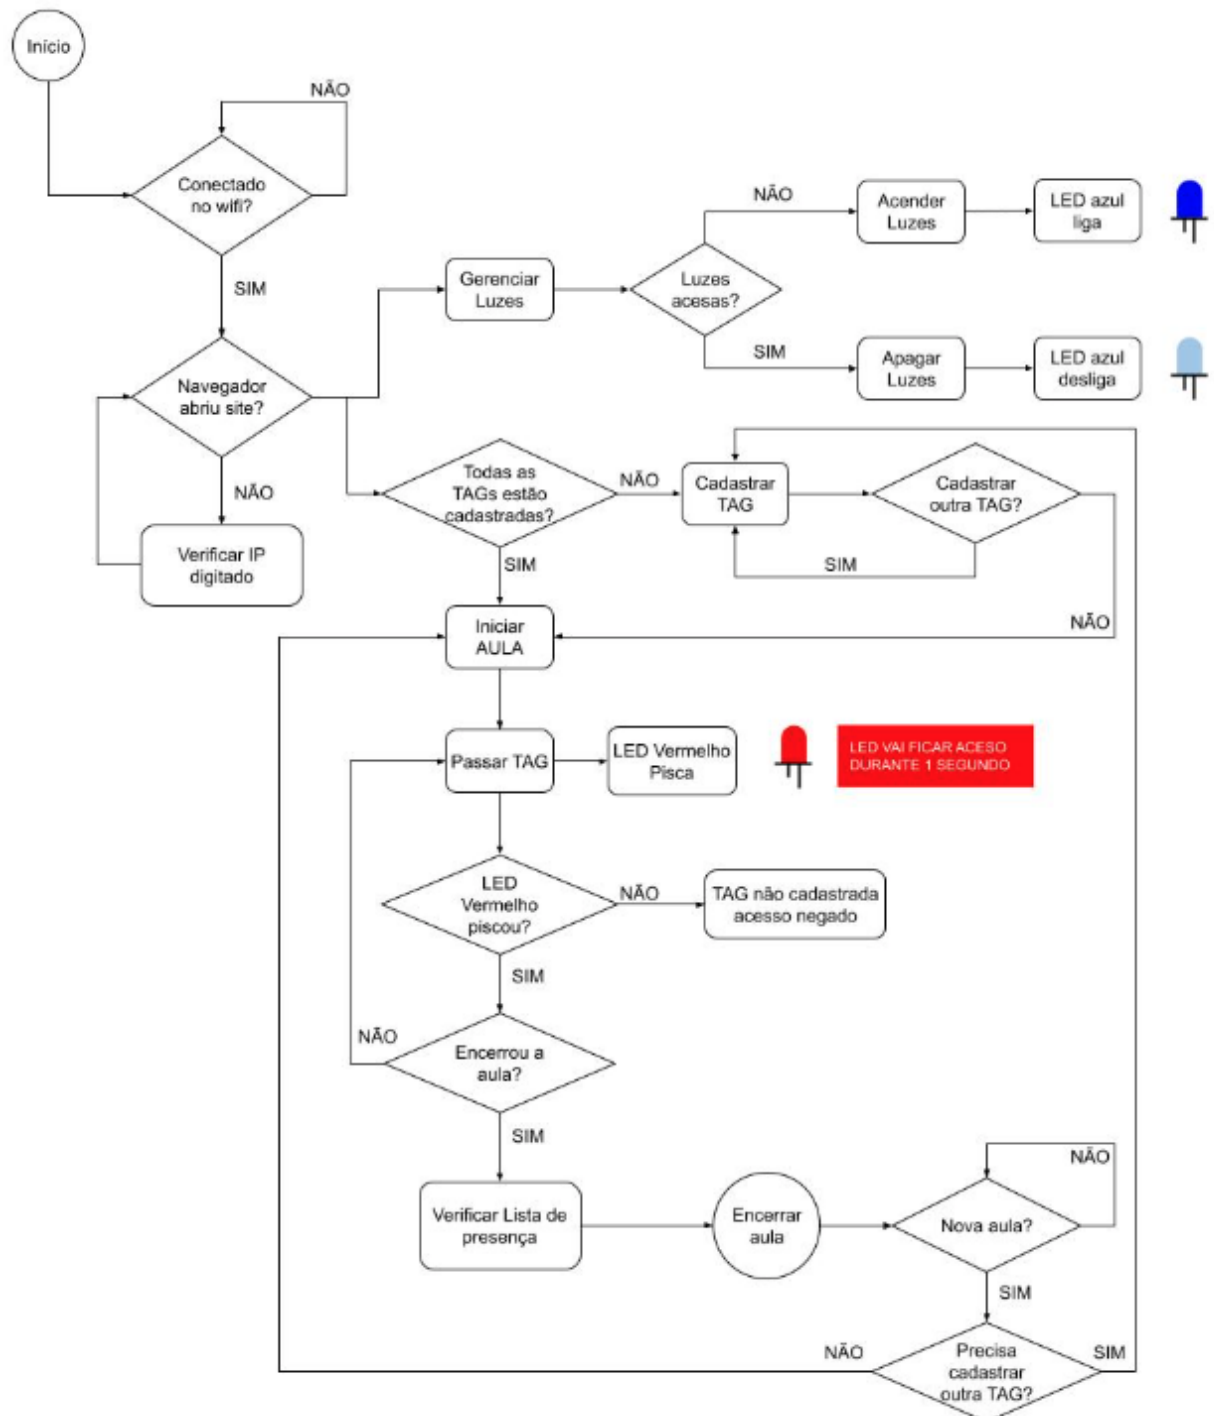 Início
NÃO
Conectado
no wifi?
SIM
NÃO
Acender
Luzes
LED azul
liga
Gerenciar
Luzes
Luzes
acesas?
SIM
Apagar
Luzes
LED azul
desliga
Navegador
abriu site?
NÃO
Verificar IP
digitado
Todas as
TAGs estão
cadastradas?
NÃO
Cadastrar
TAG
Cadastrar
outra TAG?
SIM
SIM
NÃO
Iniciar
AULA
Passar TAG
LED Vermelho
Pisca
LED VAI FICAR ACESO
DURANTE 1 SEGUNDO
LED
Vermelho
piscou?
NÃO
TAG não cadastrada
acesso negado
SIM
NÃO
Encerrou a
aula?
SIM
Verificar Lista de
presença
Encerrar
aula
NÃO
Nova aula?
SIM
NÃO
Precisa
cadastrar
outra TAG?
SIM